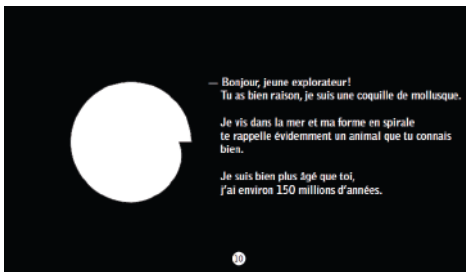 — Bonjour, jeune explorateur!
Tu as bien raison, je suis une coquille de mollusque.
Je vis dans la mer et ma forme en spirale
te rappelle évidemment un animal que tu connais
bien.
Je suis bien plus âgé que toi,
j'ai environ 150 millions d'années.
10